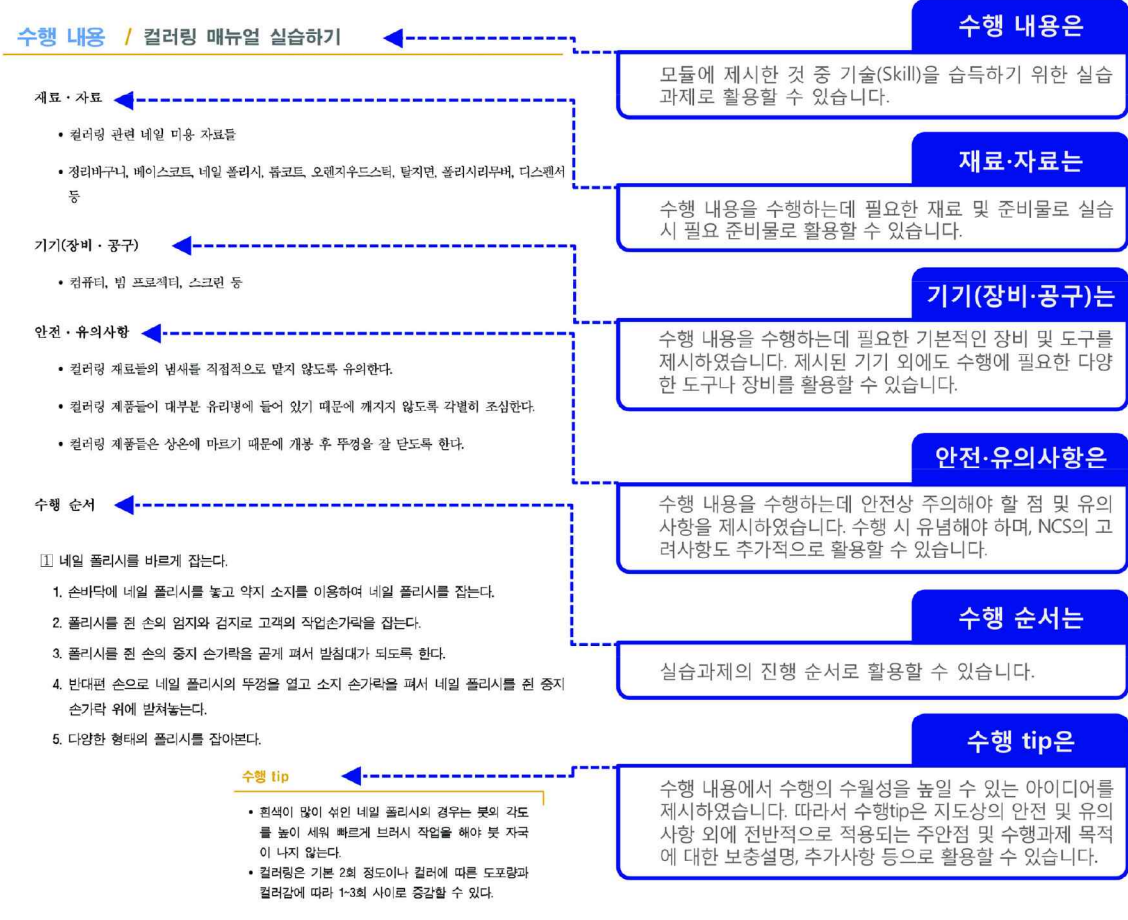 수행 내용 / 컬러링 매뉴얼 실습하기
재료 · 자료
• 컬러링 관련 네일 미용 자료들
• 정리바구니, 베이스코트, 네일 폴리시, 톱코트, 오렌지우드스틱, 탈지면, 폴리시리무버, 디스펜서
등
기기(장비 · 공구)
• 컴퓨터, 빔 프로젝터, 스크린 등
안전 · 유의사항
• 컬러링 재료들의 냄새를 직접적으로 맡지 않도록 유의한다.
• 컬러링 제품들이 대부분 유리병에 들어 있기 때문에 깨지지 않도록 각별히 조심한다.
• 컬러링 제품들은 상온에 마르기 때문에 개봉 후 뚜껑을 잘 닫도록 한다.
수행 순서
1 네일 폴리시를 바르게 잡는다.
1. 손바닥에 네일 폴리시를 놓고 약지 소지를 이용하여 네일 폴리시를 잡는다.
2. 폴리시를 쥔 손의 엄지와 검지로 고객의 작업손가락을 잡는다.
3. 폴리시를 쥔 손의 중지 손가락을 곧게 펴서 받침대가 되도록 한다.
4. 반대편 손으로 네일 폴리시의 뚜껑을 열고 소지 손가락을 펴서 네일 폴리시를 쥔 중지
손가락 위에 받쳐놓는다.
5. 다양한 형태의 폴리시를 잡아본다.
수행 tip
• 흰색이 많이 섞인 네일 폴리시의 경우는 붓의 각도
를 높이 세워 빠르게 브러시 작업을 해야 붓 자국
이 나지 않는다.
• 컬러링은 기본 2회 정도이나 컬러에 따른 도포량과
컬러감에 따라 1~3회 사이로 증감할 수 있다.
수행 내용은
모듈에 제시한 것 중 기술(Skill)을 습득하기 위한 실습
과제로 활용할 수 있습니다.
재료·자료는
수행 내용을 수행하는데 필요한 재료 및 준비물로 실습
시 필요 준비물로 활용할 수 있습니다.
기기(장비·공구)는
수행 내용을 수행하는데 필요한 기본적인 장비 및 도구를
제시하였습니다. 제시된 기기 외에도 수행에 필요한 다양
한 도구나 장비를 활용할 수 있습니다.
안전·유의사항은
수행 내용을 수행하는데 안전상 주의해야 할 점 및 유의
사항을 제시하였습니다. 수행 시 유념해야 하며, NCS의 고
려사항도 추가적으로 활용할 수 있습니다.
수행 순서는
실습과제의 진행 순서로 활용할 수 있습니다.
수행 tip은
수행 내용에서 수행의 수월성을 높일 수 있는 아이디어를
제시하였습니다. 따라서 수행tip은 지도상의 안전 및 유의
사항 외에 전반적으로 적용되는 주안점 및 수행과제 목적
에 대한 보충설명, 추가사항 등으로 활용할 수 있습니다.